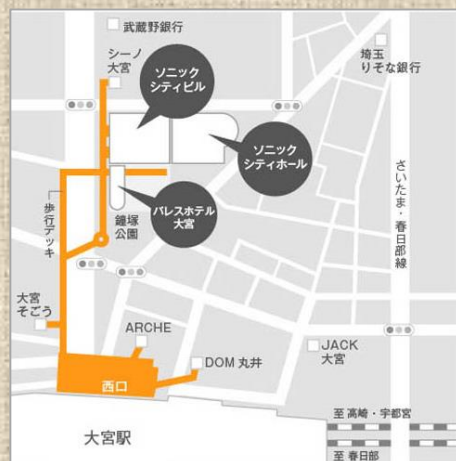 武蔵野銀行
シーノ
大宮
埼玉
りそな銀行
ソニック
シティビル
ソニック
シティホール
パレスホテル
大宮
鐘塚
公園
歩行デッキ
さいたま・春日部線
大宮
そごう
ARCHE
DOM 丸井
JACK
大宮
西口
大宮駅
至 高崎・宇都宮
至 春日部